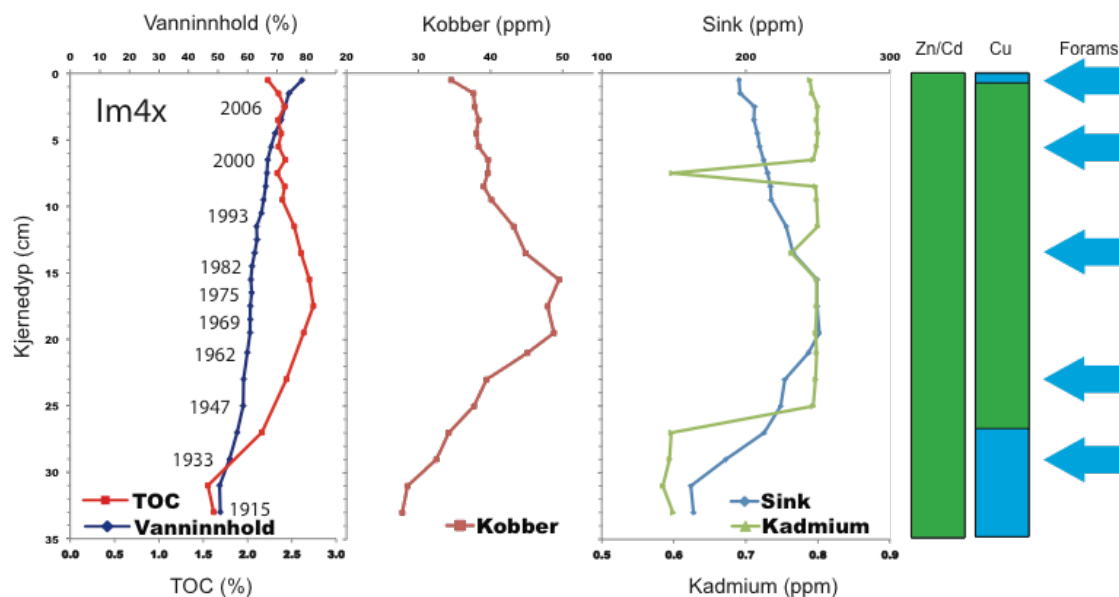 Vanninnhold (%)
0 10 20 30 40 50 60 70 80 90
Kobber (ppm)
20 30 40 50
Sink (ppm)
100 200 300
Zn/Cd
Cu
Forams
Kjernedyp (cm)
0
5
10
15
20
25
30
35
Im4x
2006
2000
1993
1982
1975
1969
1962
1947
1933
1915
TOC
Vanninnhold
Kobber
Sink
Kadmium
0.0 0.5 1.0 1.5 2.0 2.5 3.0
TOC (%)
0.5 0.6 0.7 0.8 0.9
Kadmium (ppm)